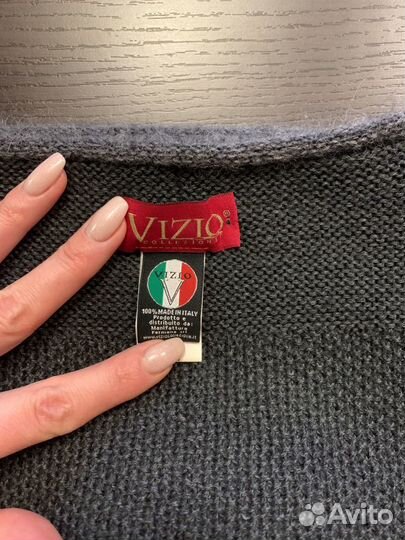 VIZIO®
COLLEZIONI
VIZIO
V
100% MADE IN ITALY
Prodotto e
distribuito da:
Manifatture
Avito